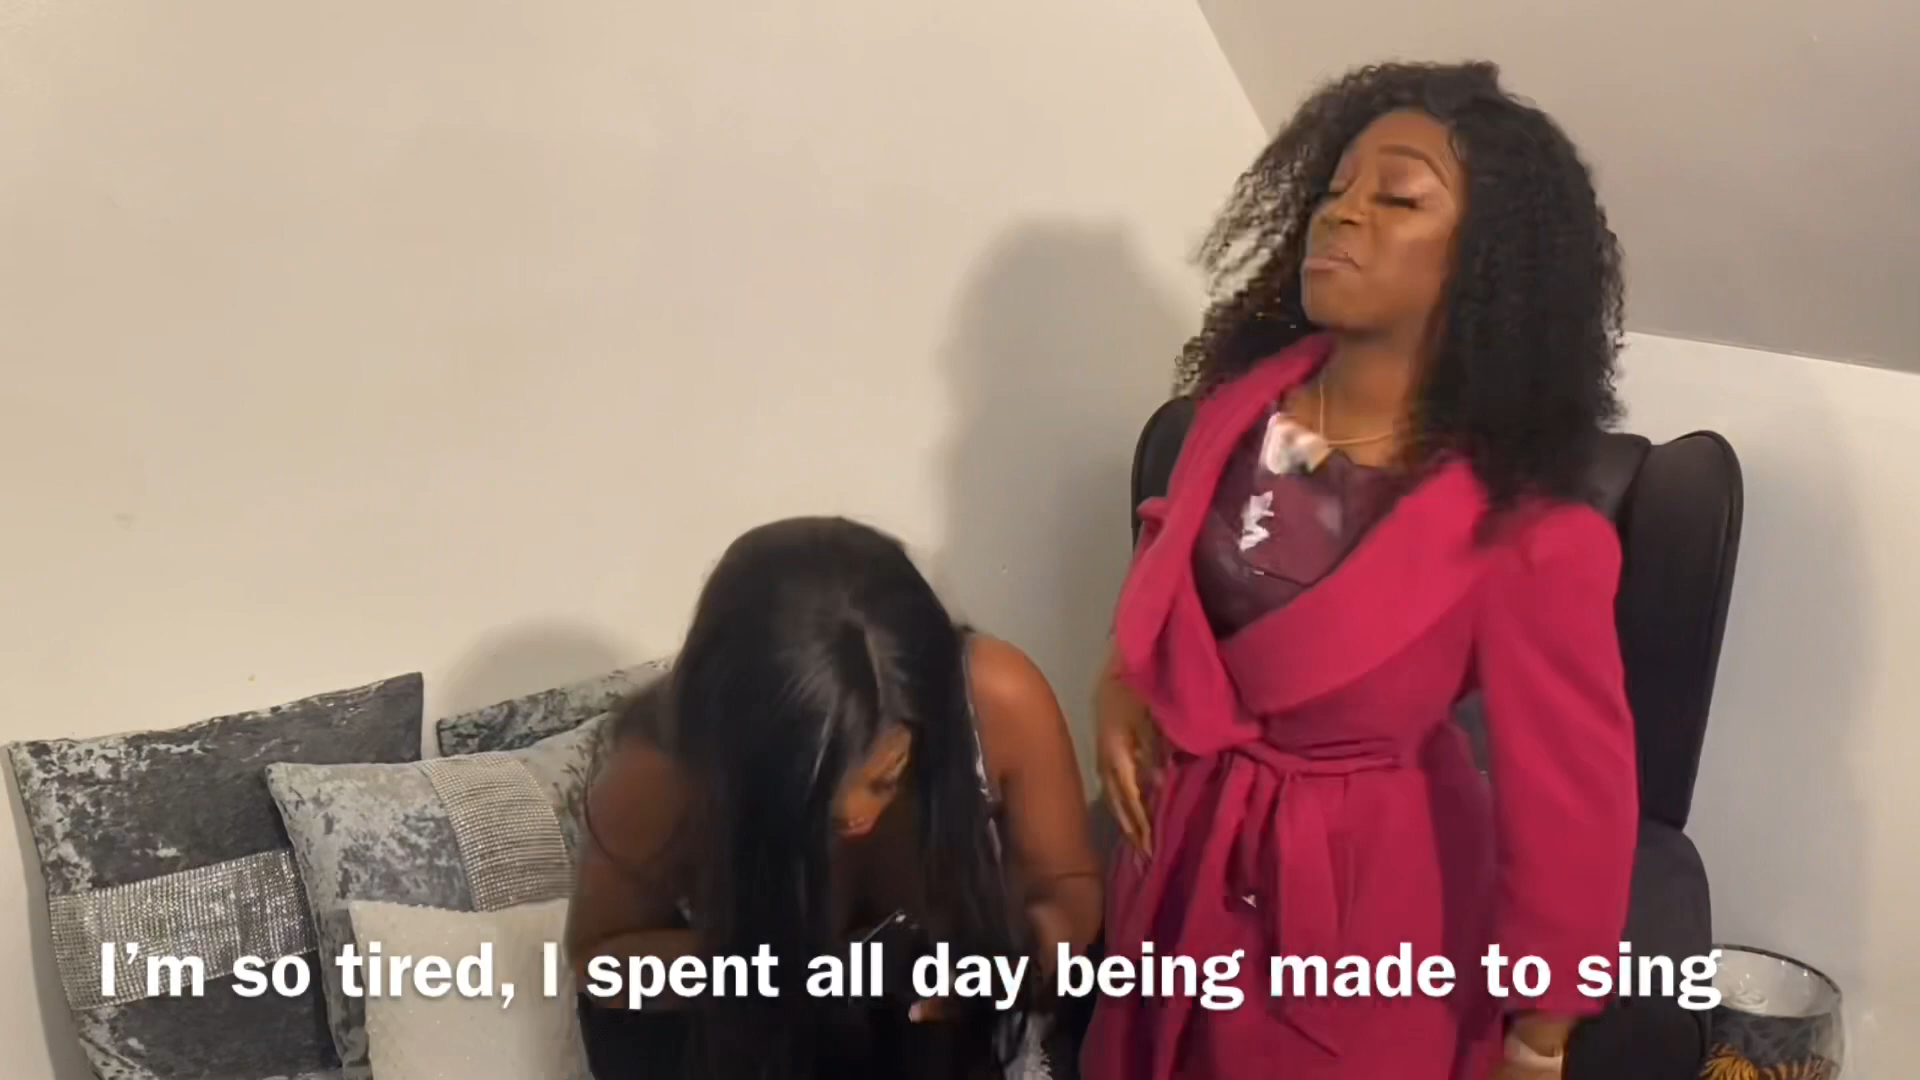 I’m so tired, I spent all day being made to sing